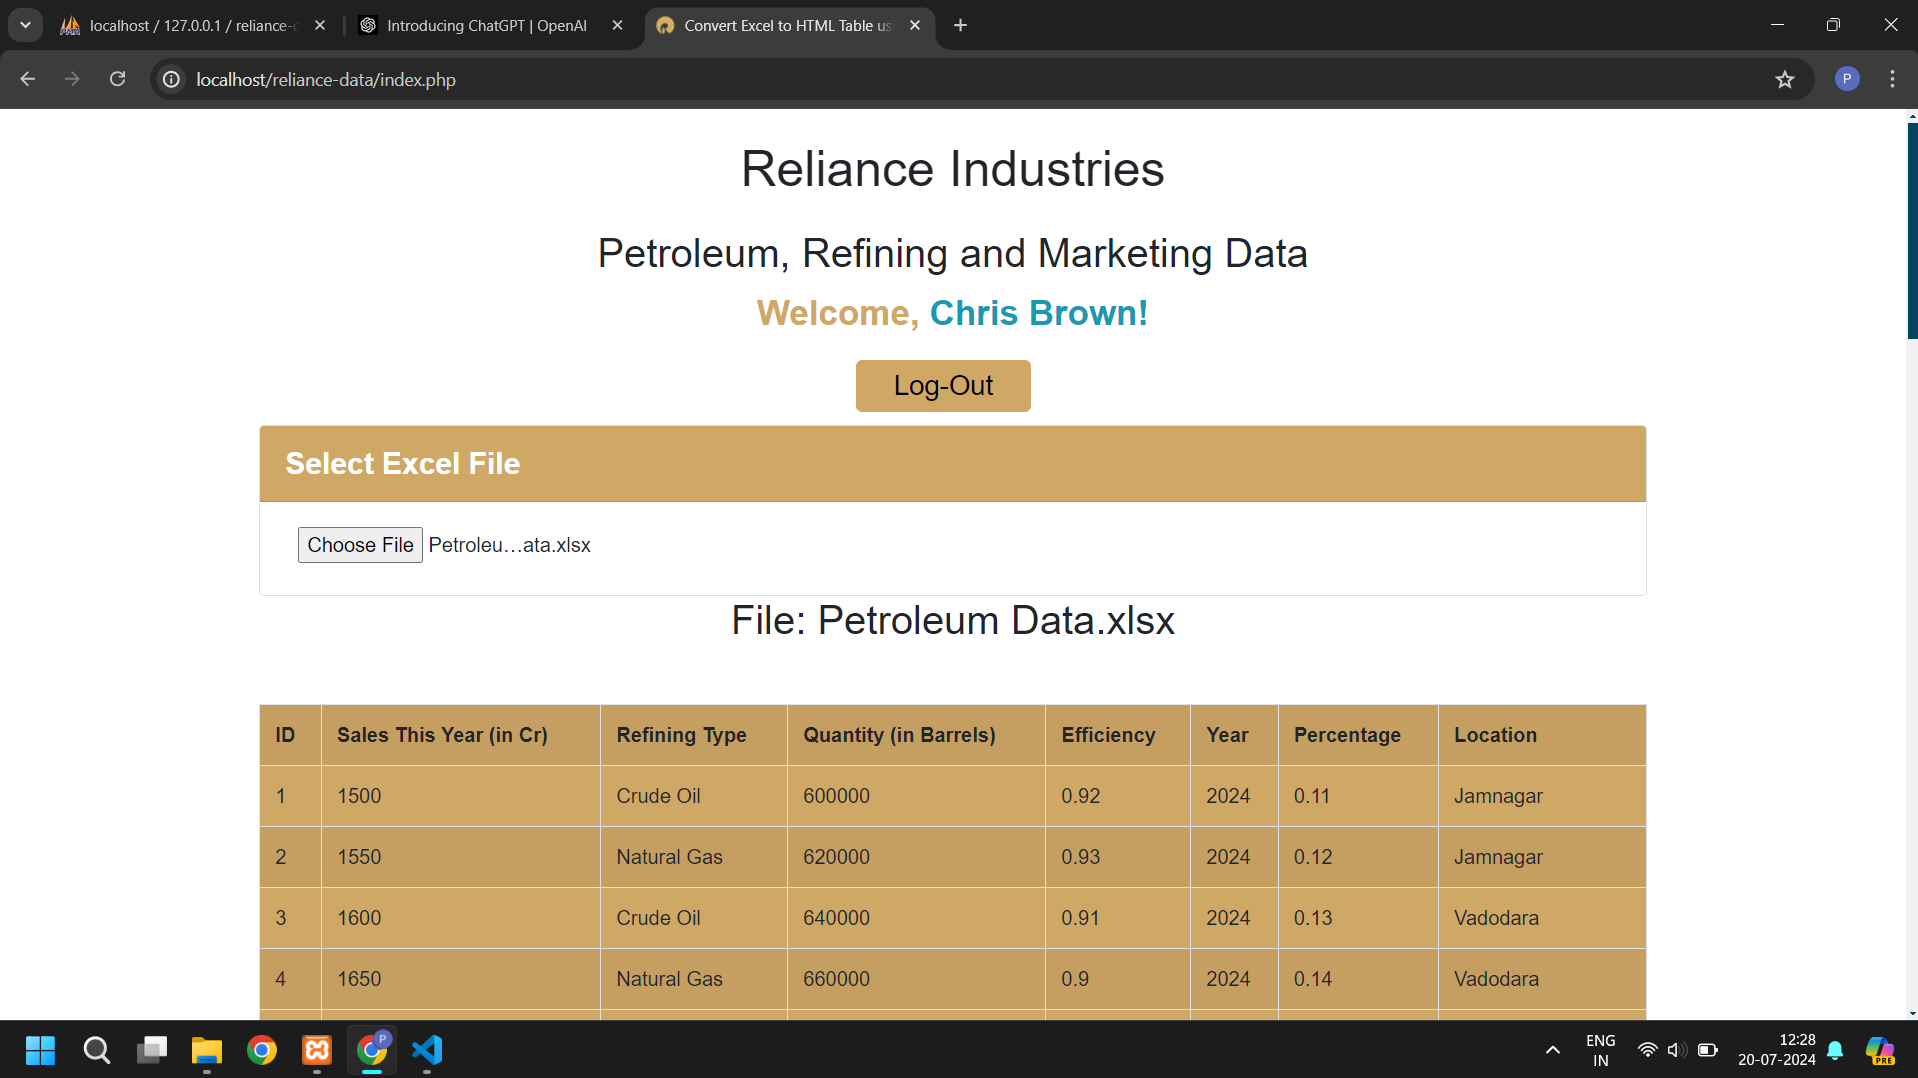 localhost / 127.0.0.1 / reliance-
Introducing ChatGPT | OpenAI
Convert Excel to HTML Table us
localhost/reliance-data/index.php
P
Reliance Industries
Petroleum, Refining and Marketing Data
Welcome, Chris Brown!
Log-Out
Select Excel File
Choose File Petroleu…ata.xlsx
File: Petroleum Data.xlsx
ID Sales This Year (in Cr) Refining Type Quantity (in Barrels) Efficiency Year Percentage Location
1 1500 Crude Oil 600000 0.92 2024 0.11 Jamnagar
2 1550 Natural Gas 620000 0.93 2024 0.12 Jamnagar
3 1600 Crude Oil 640000 0.91 2024 0.13 Vadodara
4 1650 Natural Gas 660000 0.9 2024 0.14 Vadodara
P
ENG
IN
12:28
20-07-2024
PRE